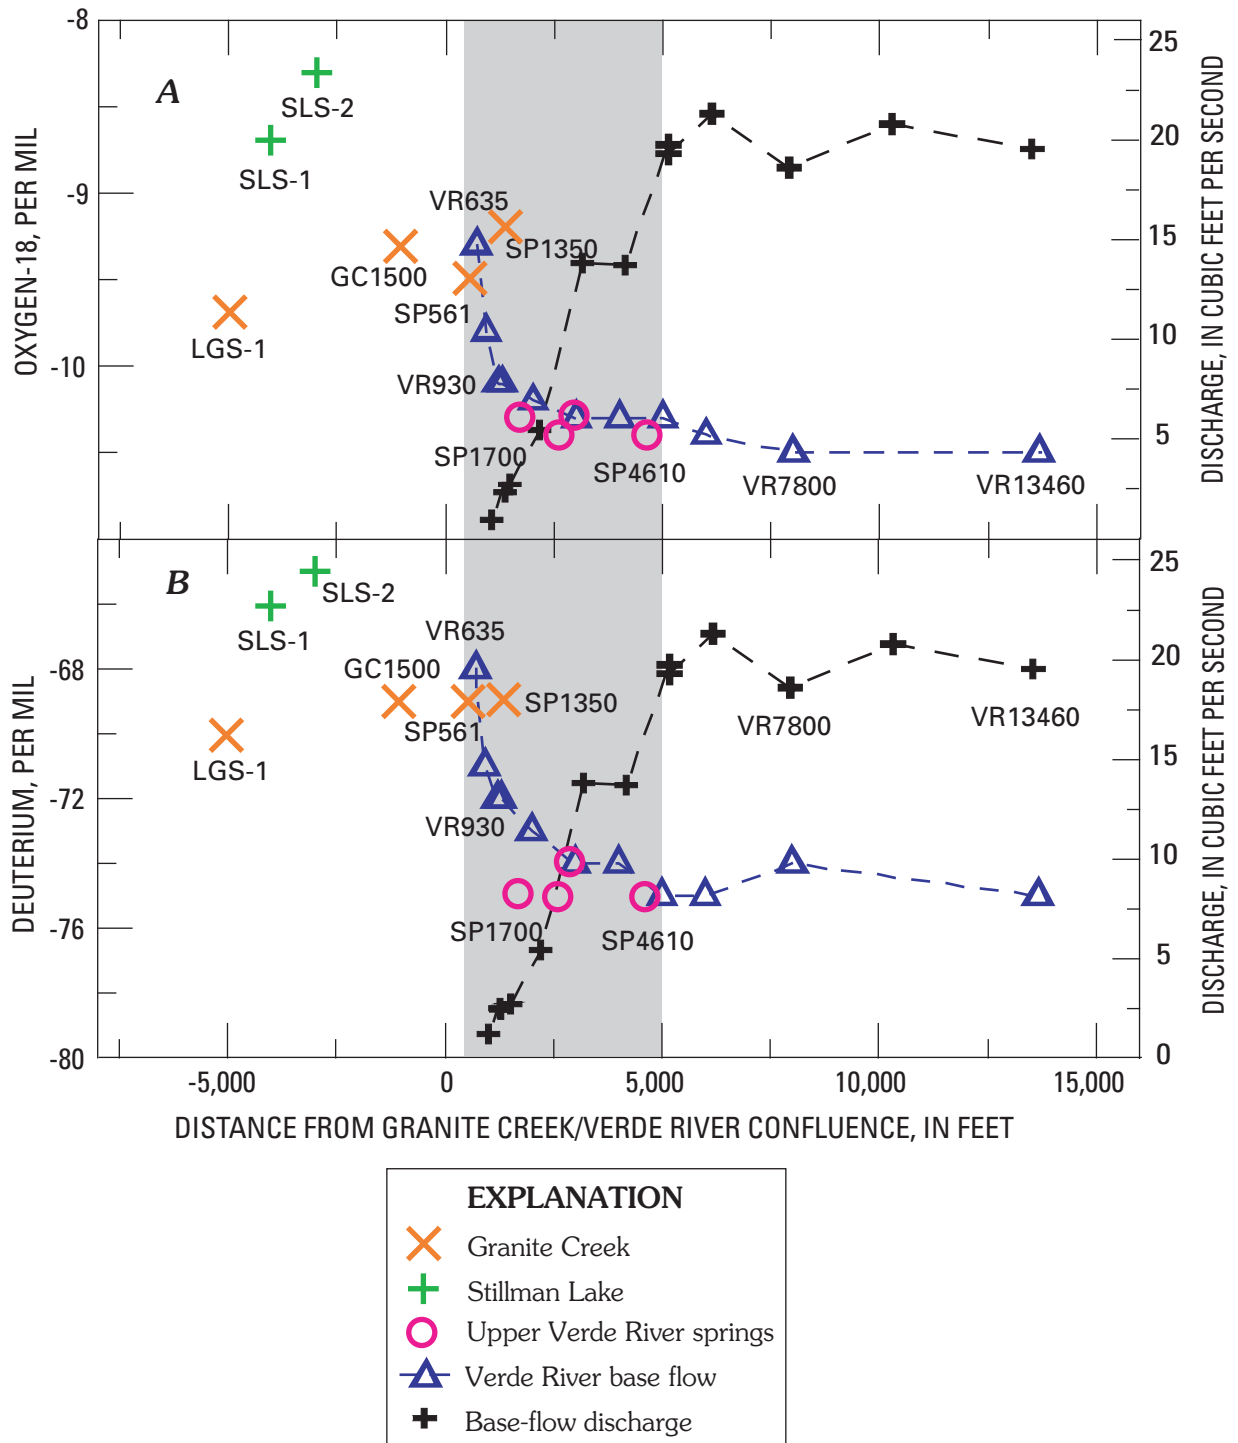 A
OXYGEN-18, PER MIL
-8
-9
-10
DISCHARGE, IN CUBIC FEET PER SECOND
25
20
15
10
5
SLS-2
SLS-1
VR635
SP1350
GC1500
SP561
LGS-1
VR930
SP1700
SP4610
VR7800
VR13460
B
DEUTERIUM, PER MIL
-68
-72
-76
-80
DISCHARGE, IN CUBIC FEET PER SECOND
25
20
15
10
5
0
SLS-2
SLS-1
VR635
GC1500
SP1350
SP561
LGS-1
VR7800
VR13460
VR930
SP1700
SP4610
-5,000
0
5,000
10,000
15,000
DISTANCE FROM GRANITE CREEK/VERDE RIVER CONFLUENCE, IN FEET
EXPLANATION
Granite Creek
Stillman Lake
Upper Verde River springs
Verde River base flow
Base-flow discharge